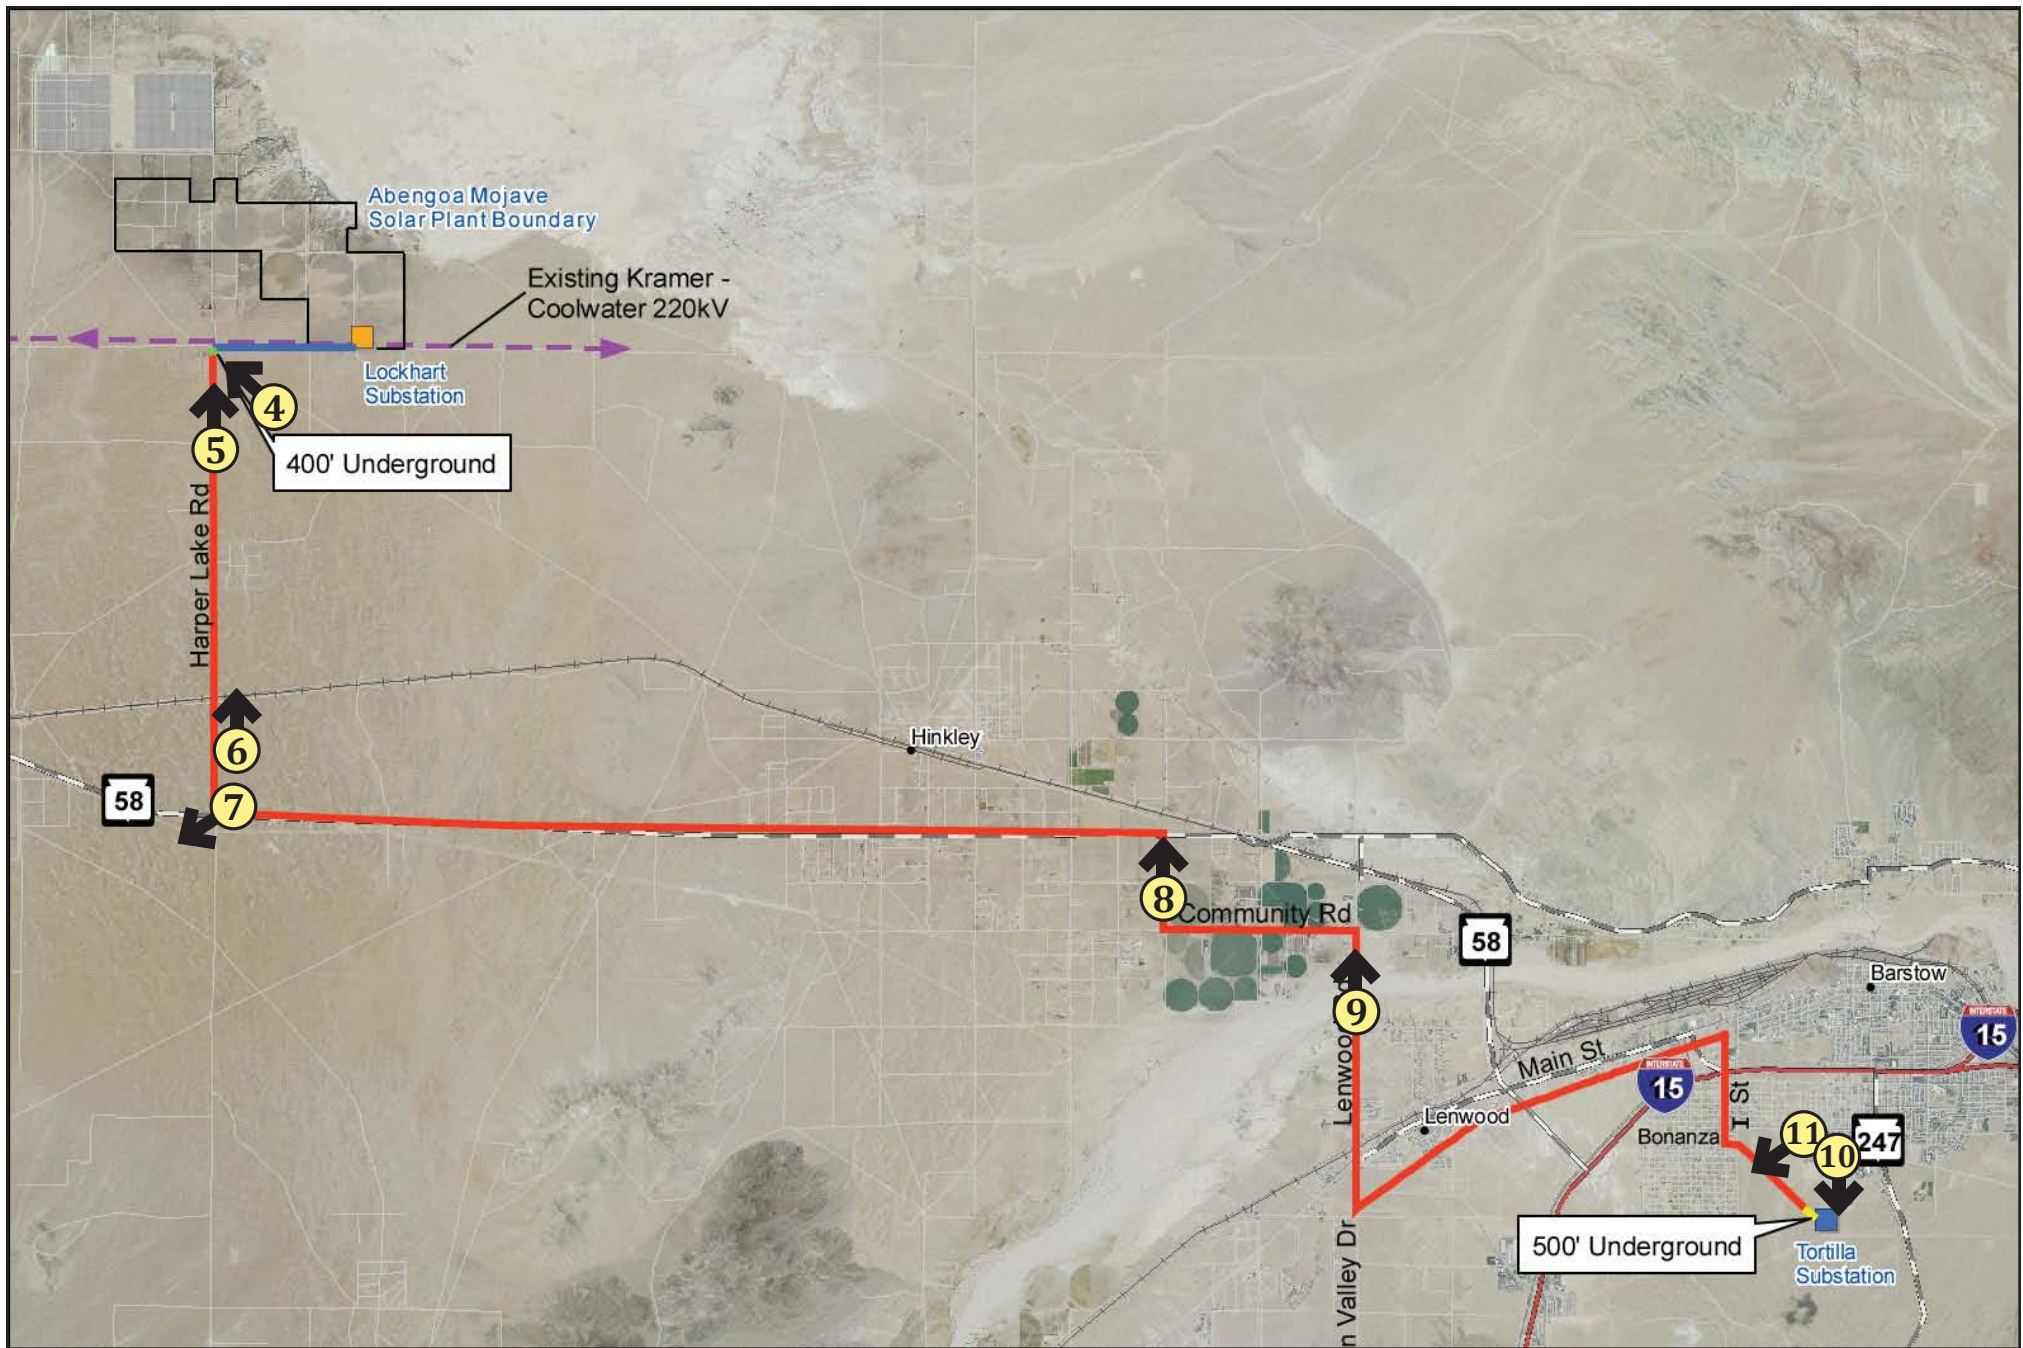 Abengoa Mojave
Solar Plant Boundary
Existing Kramer -
Coolwater 220kV
Lockhart
Substation
4
5
400' Underground
Harper Lake Rd
6
Hinkley
58
7
8
Community Rd
58
9
Lenwood
Barstow
INTERSTATE
15
Main St
INTERSTATE
15
I St
Lenwood
Bonanza
11
10
247
500' Underground
Tortilla
Substation
n Valley Dr